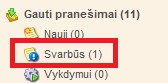 Gauti pranešimai (11)
Nauji (0)
Svarbūs (1)
Vykdymui (0)